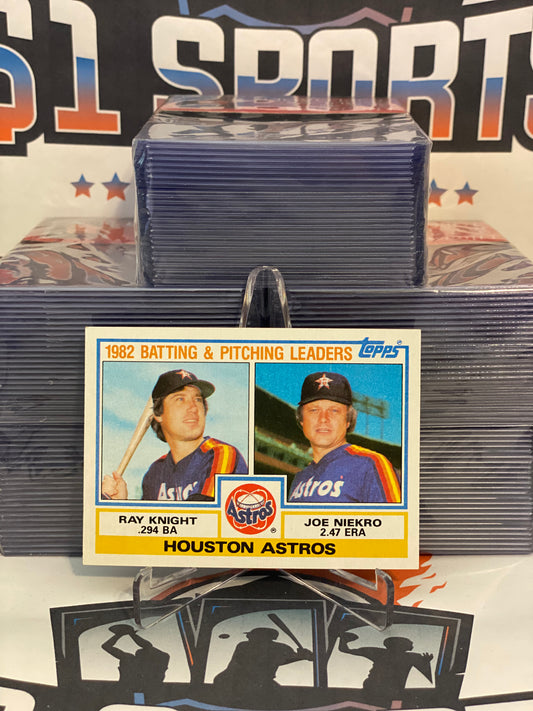 $1 SPORTS
1982 BATTING & PITCHING LEADERS topps
Astros
Astros
Astros
RAY KNIGHT
.294 BA
JOE NIEKRO
2.47 ERA
HOUSTON ASTROS